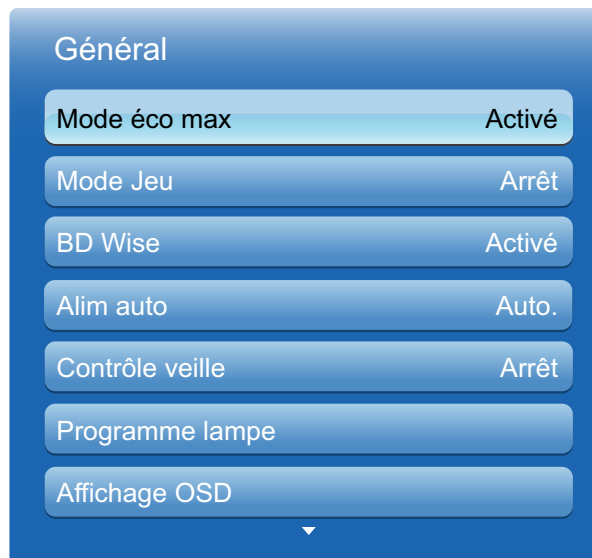 Général
Mode éco max Activé
Mode Jeu Arrêt
BD Wise Activé
Alim auto Auto.
Contrôle veille Arrêt
Programme lampe
Affichage OSD